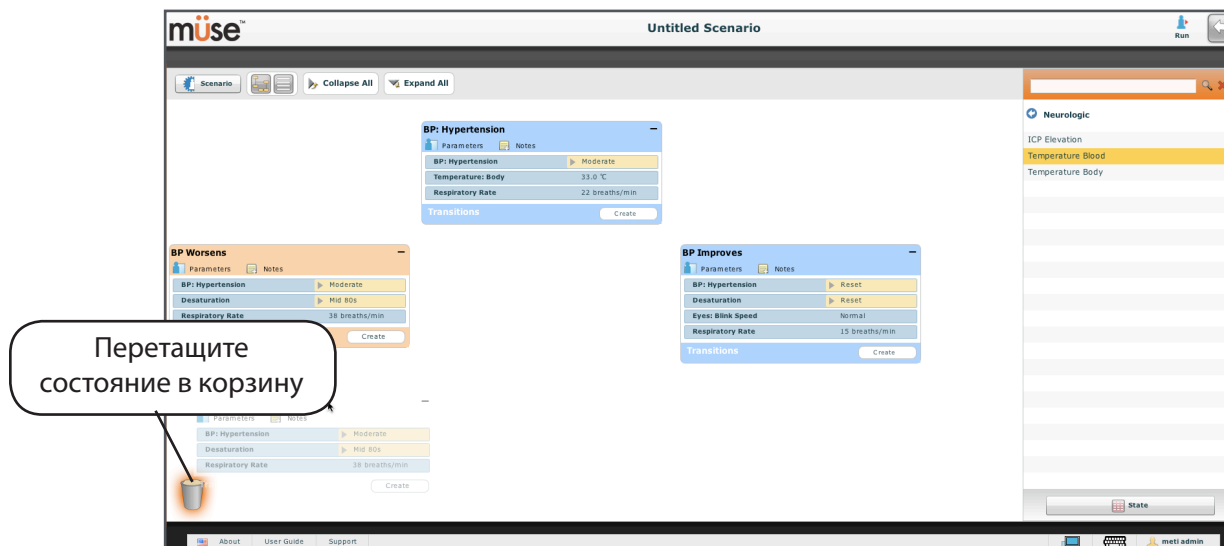 müse™
Untitled Scenario
Run
Scenario
Collapse All
Expand All
Neurologic
ICP Elevation
Temperature Blood
Temperature Body
BP: Hypertension
Parameters Notes
BP: Hypertension Moderate
Temperature: Body 33.0 °C
Respiratory Rate 22 breaths/min
Transitions Create
BP Worsens
Parameters Notes
BP: Hypertension Moderate
Desaturation Mid 80s
Respiratory Rate 38 breaths/min
Create
BP Improves
Parameters Notes
BP: Hypertension Reset
Desaturation Reset
Eyes: Blink Speed Normal
Respiratory Rate 15 breaths/min
Transitions Create
Перетащите
состояние в корзину
Parameters Notes
BP: Hypertension Moderate
Desaturation Mid 80s
Respiratory Rate 38 breaths/min
Create
State
About User Guide Support
meti admin